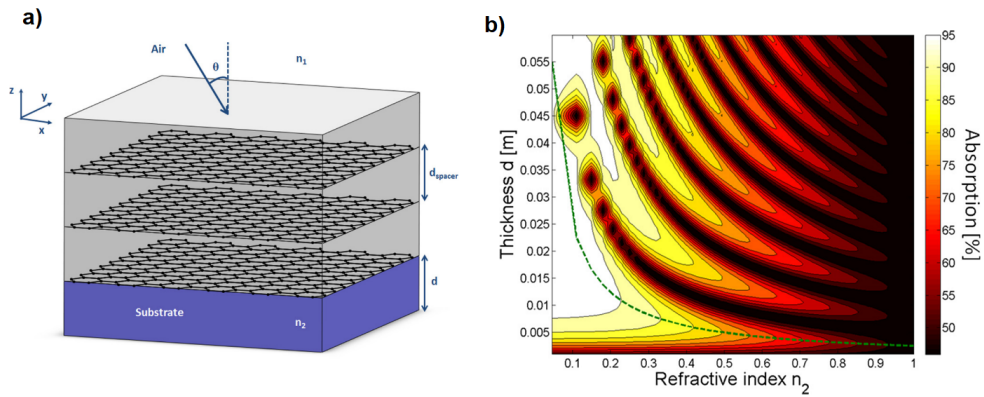 a)
Air
n1
θ
z
y
x
dspacer
d
Substrate
n2
b)
Thickness d [m]
0.055
0.05
0.045
0.04
0.035
0.03
0.025
0.02
0.015
0.01
0.005
0.1 0.2 0.3 0.4 0.5 0.6 0.7 0.8 0.9 1
Refractive index n2
95
90
85
80
75
70
65
60
55
50
Absorption [%]